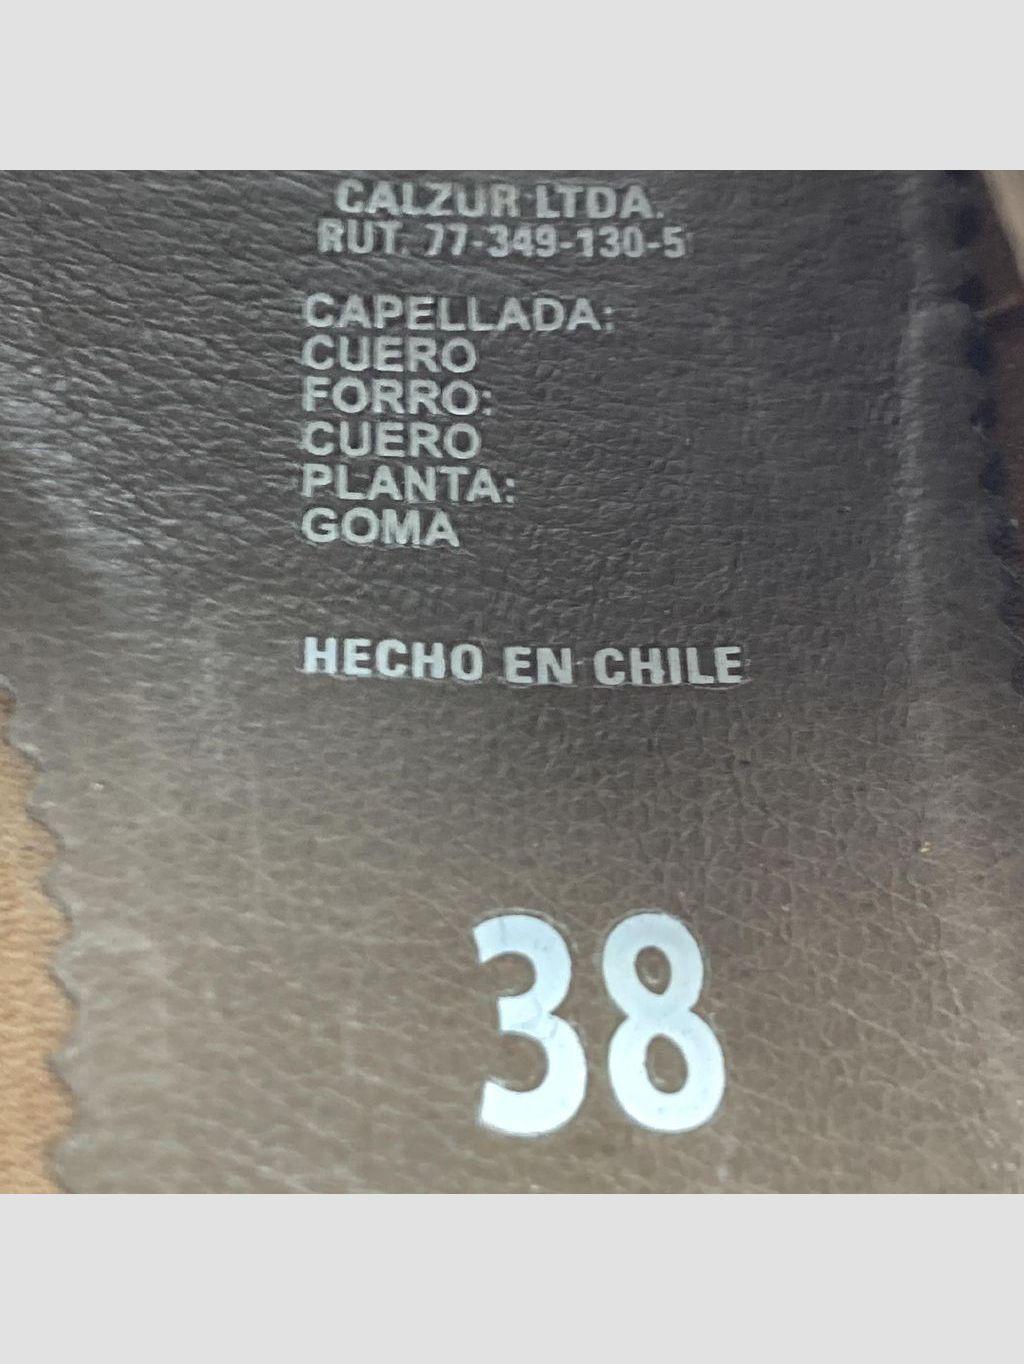 CALZUR LTDA.
RUT. 77-349-130-5
CAPELLADA:
CUERO
FORRO:
CUERO
PLANTA:
GOMA
HECHO EN CHILE
38